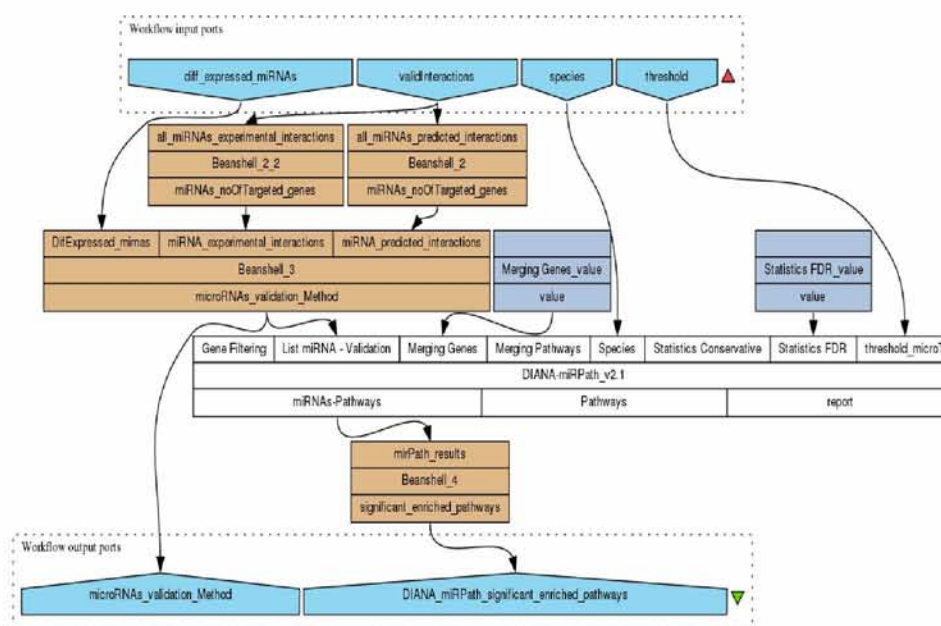 Workflow input ports
diff_expressed_miRNAs validInteractions species threshold
all_miRNAs_experimental_interactions all_miRNAs_predicted_interactions
Beanshell_2_2 Beanshell_2
miRNAs_noOfTargeted_genes miRNAs_noOfTargeted_genes
DifExpressed_mimas miRNA_experimental_interactions miRNA_predicted_interactions
Merging Genes_value Statistics FDR_value
Beanshell_3
microRNAs_validation_Method value value
Gene Filtering List miRNA - Validation Merging Genes Merging Pathways Species Statistics Conservative Statistics FDR threshold_microT
DIANA-miRPath_v2.1
miRNAs-Pathways Pathways report
mirPath_results
Beanshell_4
significant_enriched_pathways
Workflow output ports
microRNAs_validation_Method DIANA_miRPath_significant_enriched_pathways